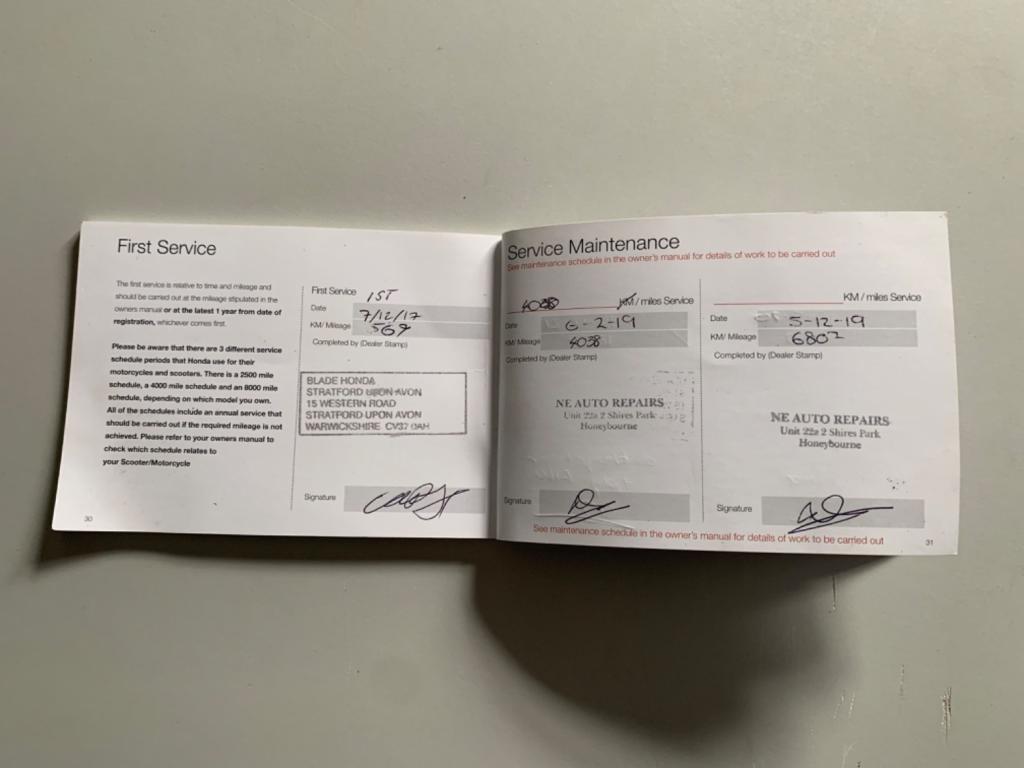 First Service
The first service is relative to time and mileage and
should be carried out at the mileage stipulated in the
owners manual or at the latest 1 year from date of
registration, whichever comes first.
Please be aware that there are 3 different service
schedule periods that Honda use for their
motorcycles and scooters. There is a 2500 mile
schedule, a 4000 mile schedule and an 8000 mile
schedule, depending on which model you own.
All of the schedules include an annual service that
should be carried out if the required mileage is not
achieved. Please refer to your owners manual to
check which schedule relates to
your Scooter/Motorcycle
30
First Service 1ST
Date 7/12/17
KM/ Mileage 569
Completed by (Dealer Stamp)
BLADE HONDA
STRATFORD UPON AVON
15 WESTERN ROAD
STRATFORD UPON AVON
WARWICKSHIRE CV37 0AH
Signature
Service Maintenance
See maintenance schedule in the owner's manual for details of work to be carried out
4038 KM / miles Service
Date 6-2-19
KM/ Mileage 4038
Completed by (Dealer Stamp)
NE AUTO REPAIRS
Unit 22a 2 Shires Park
Honeybourne
Signature
KM / miles Service
Date 5-12-19
KM/ Mileage 6802
Completed by (Dealer Stamp)
NE AUTO REPAIRS
Unit 22a 2 Shires Park
Honeybourne
Signature
See maintenance schedule in the owner's manual for details of work to be carried out
31